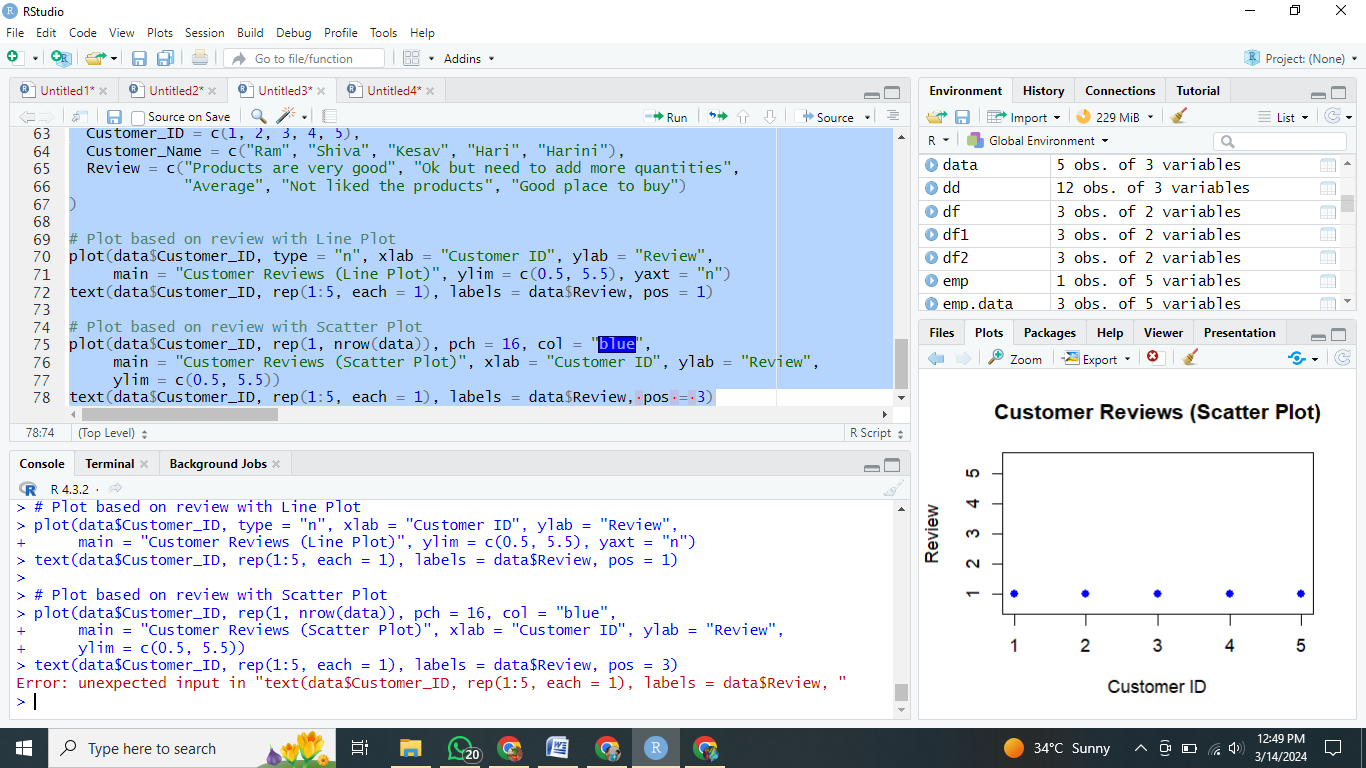 RStudio
File Edit Code View Plots Session Build Debug Profile Tools Help
Go to file/function
Addins
Project: (None)
Untitled1*
Untitled2*
Untitled3*
Untitled4*
Source on Save
Run
Source
63 Customer_ID = c(1, 2, 3, 4, 5),
64 Customer_Name = c("Ram", "Shiva", "Kesav", "Hari", "Harini"),
65 Review = c("Products are very good", "Ok but need to add more quantities",
66 "Average", "Not liked the products", "Good place to buy")
67 )
68
69 # Plot based on review with Line Plot
70 plot(data$Customer_ID, type = "n", xlab = "Customer ID", ylab = "Review",
71 main = "Customer Reviews (Line Plot)", ylim = c(0.5, 5.5), yaxt = "n")
72 text(data$Customer_ID, rep(1:5, each = 1), labels = data$Review, pos = 1)
73
74 # Plot based on review with Scatter Plot
75 plot(data$Customer_ID, rep(1, nrow(data)), pch = 16, col = "blue",
76 main = "Customer Reviews (Scatter Plot)", xlab = "Customer ID", ylab = "Review",
77 ylim = c(0.5, 5.5))
78 text(data$Customer_ID, rep(1:5, each = 1), labels = data$Review, pos = 3)
78:74 (Top Level) R Script
Console Terminal Background Jobs
R 4.3.2 ·
> # Plot based on review with Line Plot
> plot(data$Customer_ID, type = "n", xlab = "Customer ID", ylab = "Review",
+ main = "Customer Reviews (Line Plot)", ylim = c(0.5, 5.5), yaxt = "n")
> text(data$Customer_ID, rep(1:5, each = 1), labels = data$Review, pos = 1)
>
> # Plot based on review with Scatter Plot
> plot(data$Customer_ID, rep(1, nrow(data)), pch = 16, col = "blue",
+ main = "Customer Reviews (Scatter Plot)", xlab = "Customer ID", ylab = "Review",
+ ylim = c(0.5, 5.5))
> text(data$Customer_ID, rep(1:5, each = 1), labels = data$Review, pos = 3)
Error: unexpected input in "text(data$Customer_ID, rep(1:5, each = 1), labels = data$Review, "
>
Environment History Connections Tutorial
Import 229 MiB List
R Global Environment
data 5 obs. of 3 variables
dd 12 obs. of 3 variables
df 3 obs. of 2 variables
df1 3 obs. of 2 variables
df2 3 obs. of 2 variables
emp 1 obs. of 5 variables
emp.data 3 obs. of 5 variables
Files Plots Packages Help Viewer Presentation
Zoom Export
Customer Reviews (Scatter Plot)
Review
5
4
3
2
1
1 2 3 4 5
Customer ID
Type here to search
20
34°C Sunny
12:49 PM
3/14/2024